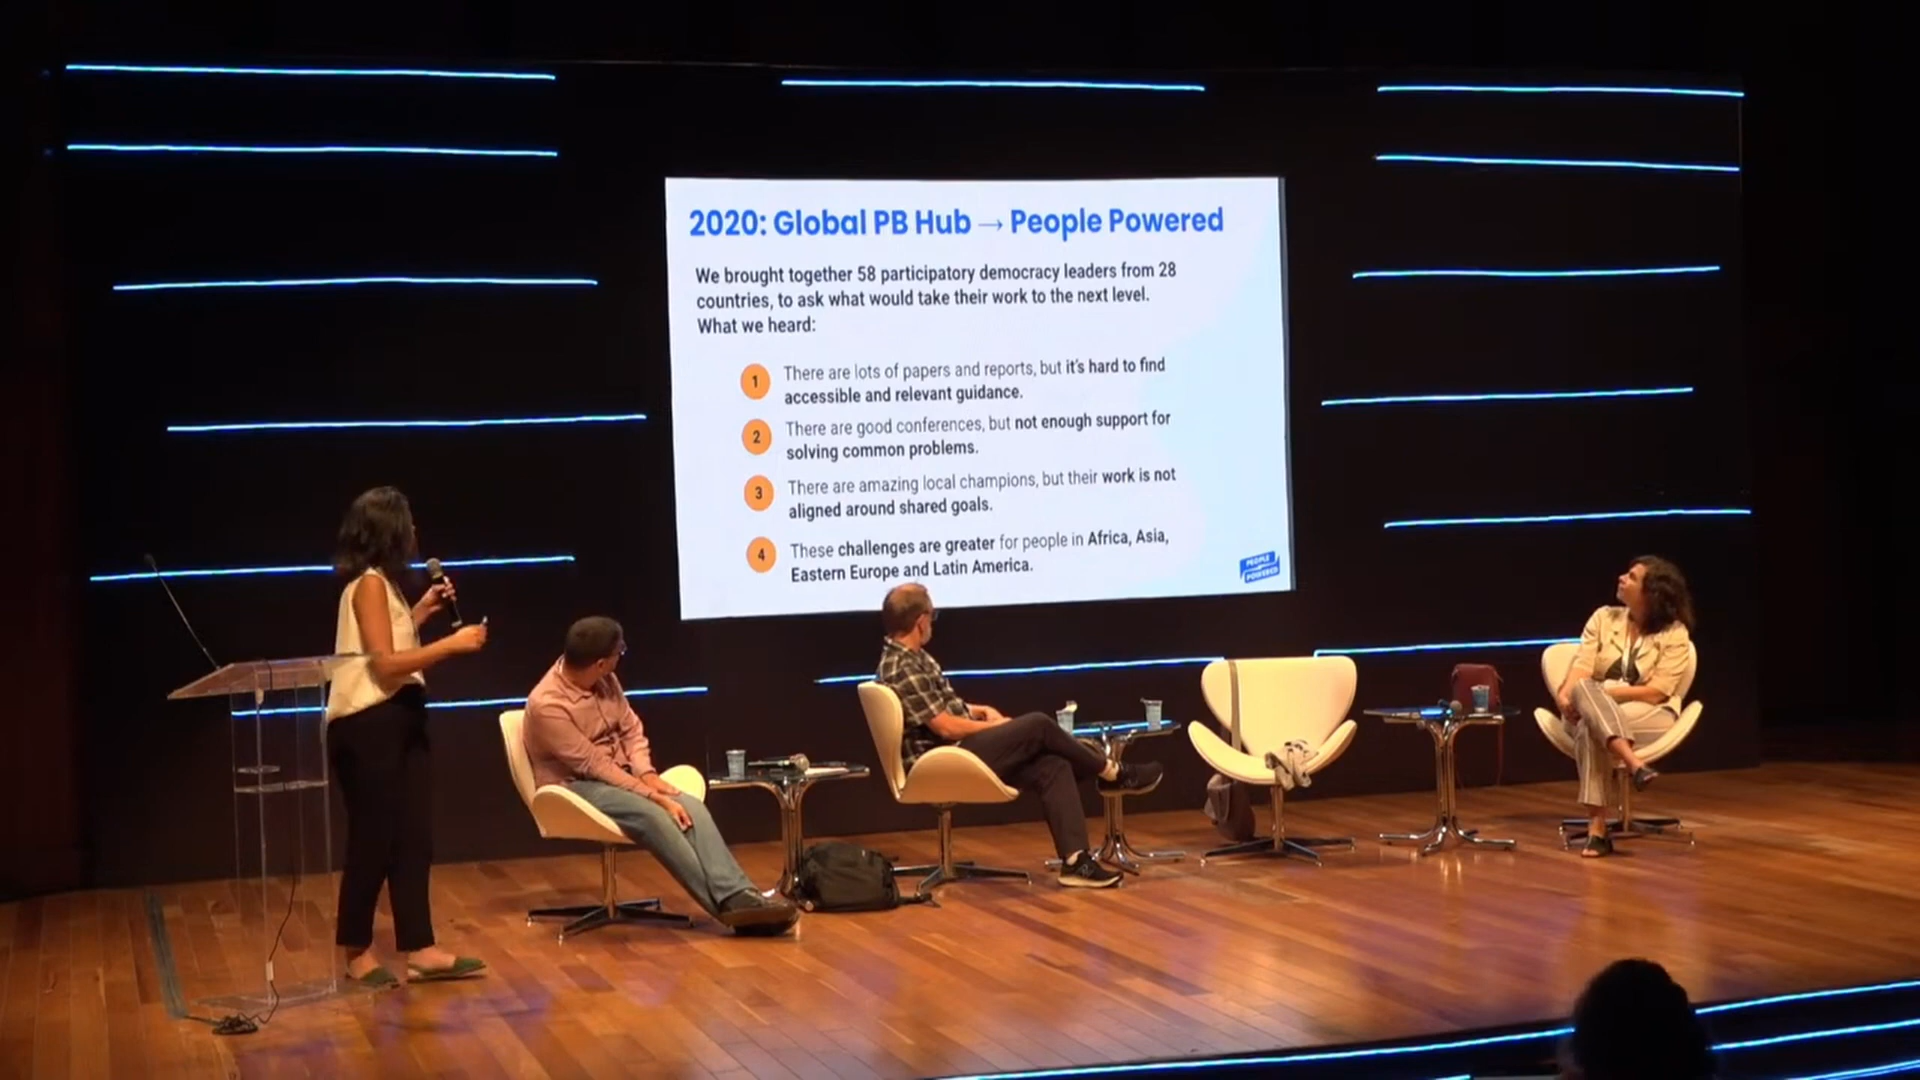 2020: Global PB Hub → People Powered
We brought together 58 participatory democracy leaders from 28
countries, to ask what would take their work to the next level.
What we heard:
1
There are lots of papers and reports, but it's hard to find
accessible and relevant guidance.
2
There are good conferences, but not enough support for
solving common problems.
3
There are amazing local champions, but their work is not
aligned around shared goals.
4
These challenges are greater for people in Africa, Asia,
Eastern Europe and Latin America.
PEOPLE
POWERED